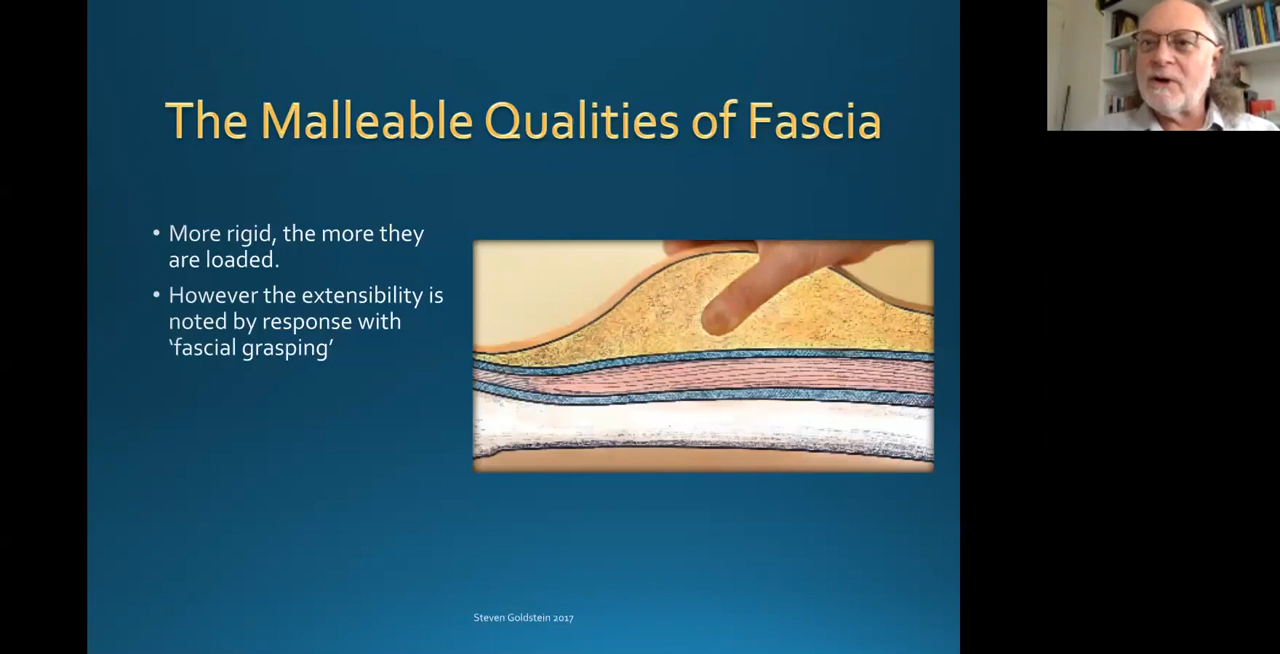 The Malleable Qualities of Fascia
• More rigid, the more they
are loaded.
• However the extensibility is
noted by response with
‘fascial grasping’
Steven Goldstein 2017